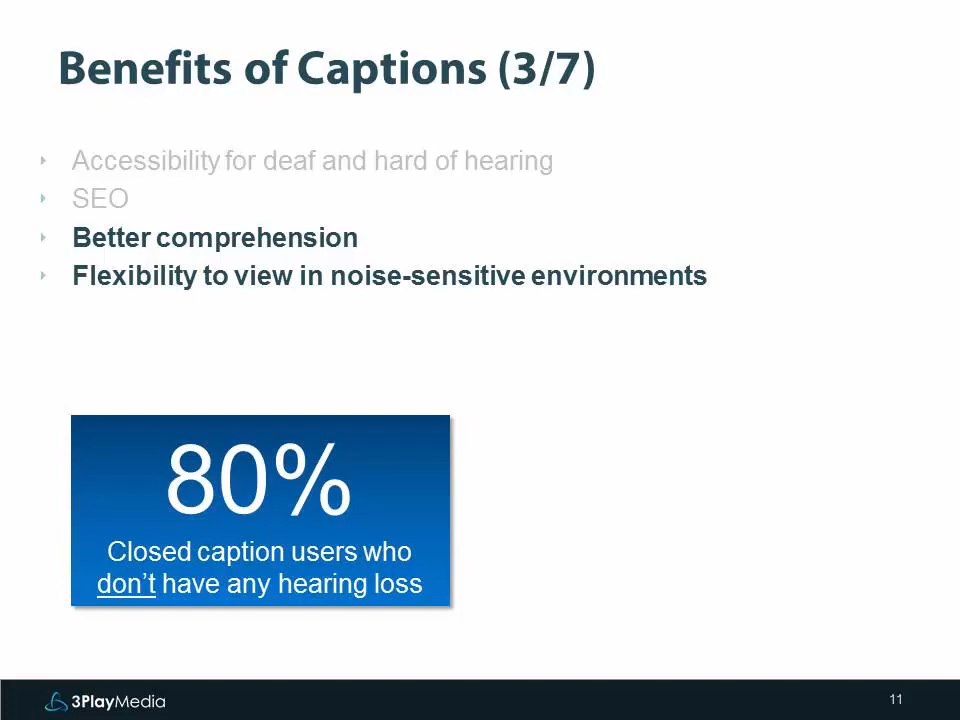 Benefits of Captions (3/7)
Accessibility for deaf and hard of hearing
SEO
Better comprehension
Flexibility to view in noise-sensitive environments
80%
Closed caption users who
don't have any hearing loss
3PlayMedia
11